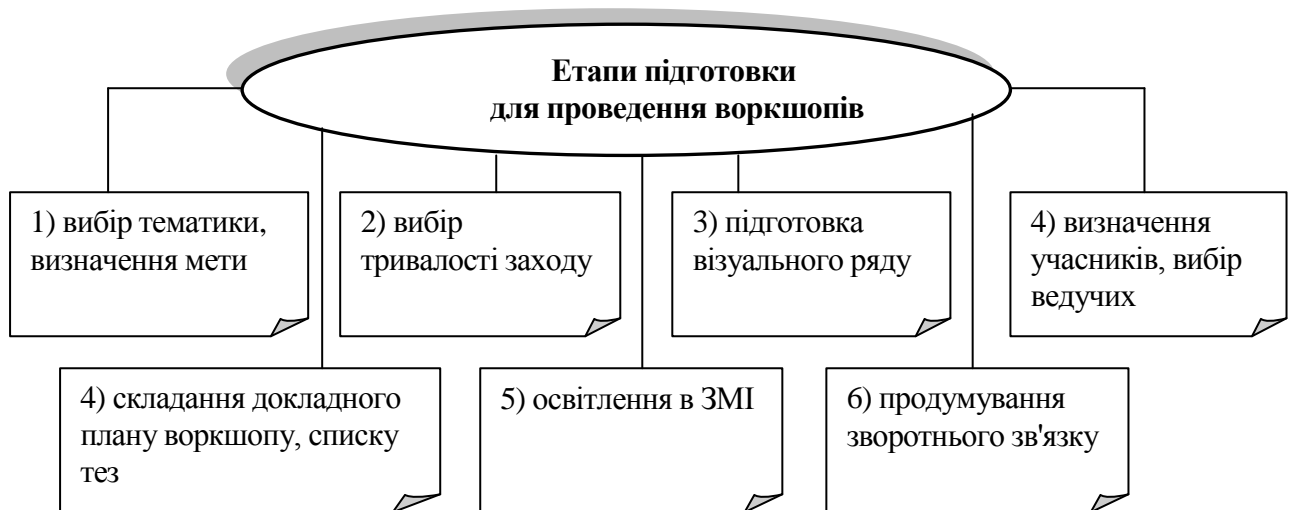 Етапи підготовки
для проведення воркшопів
1) вибір тематики,
визначення мети
2) вибір
тривалості заходу
3) підготовка
візуального ряду
4) визначення
учасників, вибір
ведучих
4) складання докладного
плану воркшопу, списку
тез
5) освітлення в ЗМІ
6) продумування
зворотнього зв'язку